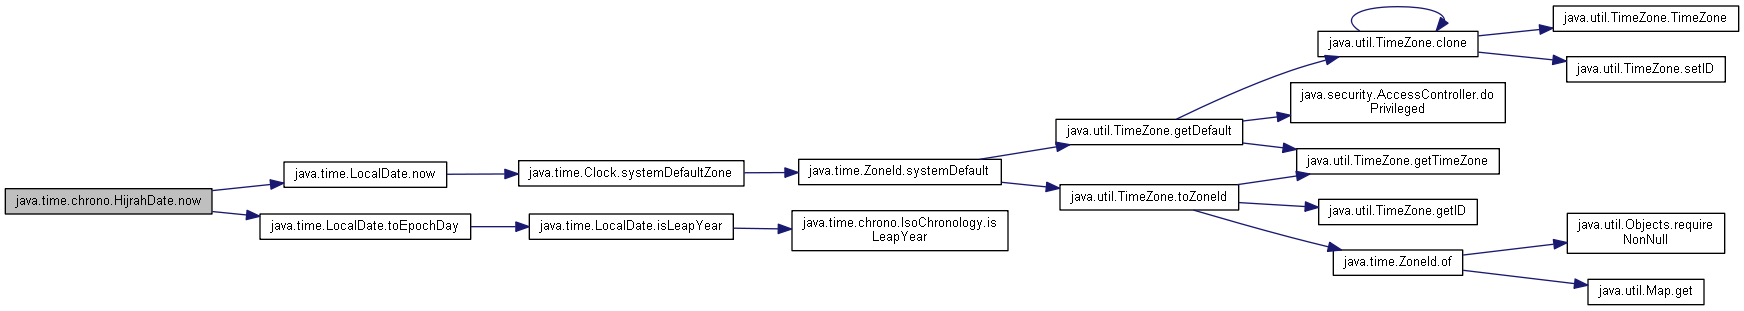 java.util.TimeZone.TimeZone
java.util.TimeZone.clone
java.util.TimeZone.setID
java.security.AccessController.do
Privileged
java.util.TimeZone.getDefault
java.util.TimeZone.getTimeZone
java.time.LocalDate.now
java.time.Clock.systemDefaultZone
java.time.ZoneId.systemDefault
java.util.TimeZone.toZoneId
java.time.chrono.HijrahDate.now
java.util.TimeZone.getID
java.time.LocalDate.toEpochDay
java.time.LocalDate.isLeapYear
java.time.chrono.IsoChronology.is
LeapYear
java.util.Objects.require
NonNull
java.time.ZoneId.of
java.util.Map.get